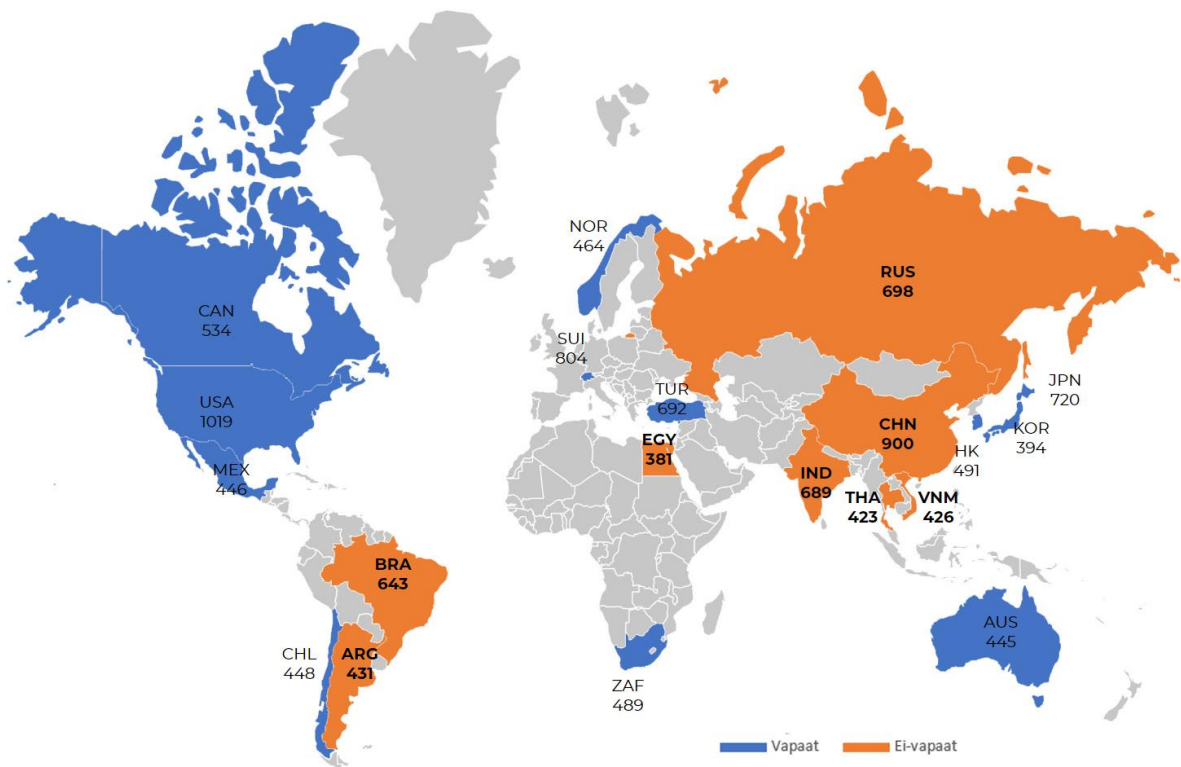 NOR
464
RUS
698
CAN
534
SUI
804
TUR
692
JPN
720
USA
1019
CHN
900
KOR
394
EGY
381
HK
491
MEX
446
IND
689
THA
423
VNM
426
BRA
643
AUS
445
CHL
448
ARG
431
ZAF
489
Vapaat
Ei-vapaat